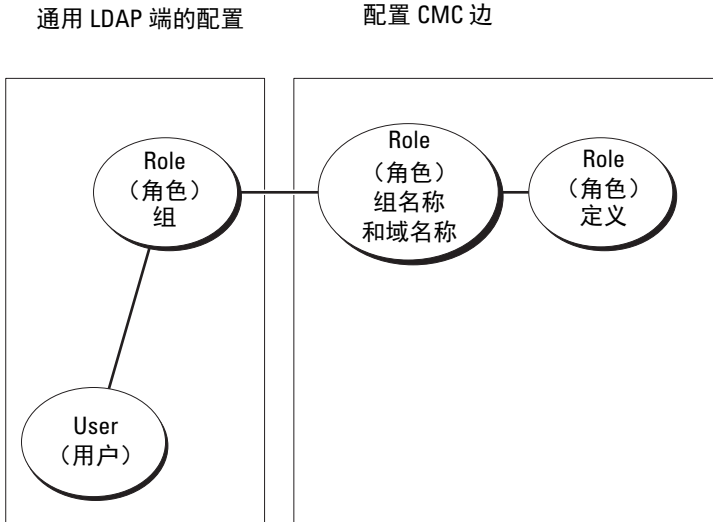 通用 LDAP 端的配置
配置 CMC 边
Role
（角色）
组
Role
（角色）
组名称
和域名称
Role
（角色）
定义
User
（用户）